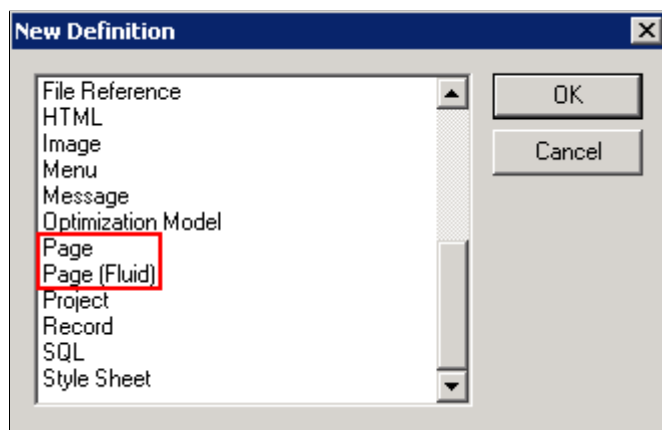 New Definition
File Reference
HTML
Image
Menu
Message
Optimization Model
Page
Page (Fluid)
Project
Record
SQL
Style Sheet
OK
Cancel